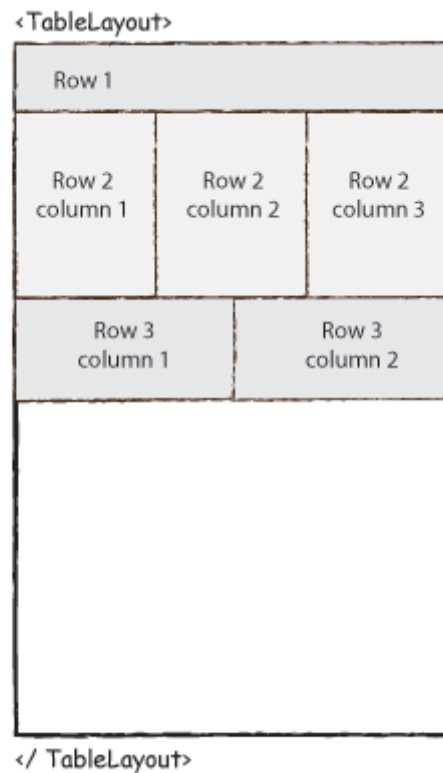 <TableLayout>
Row 1
Row 2
column 1
Row 2
column 2
Row 2
column 3
Row 3
column 1
Row 3
column 2
</ TableLayout>